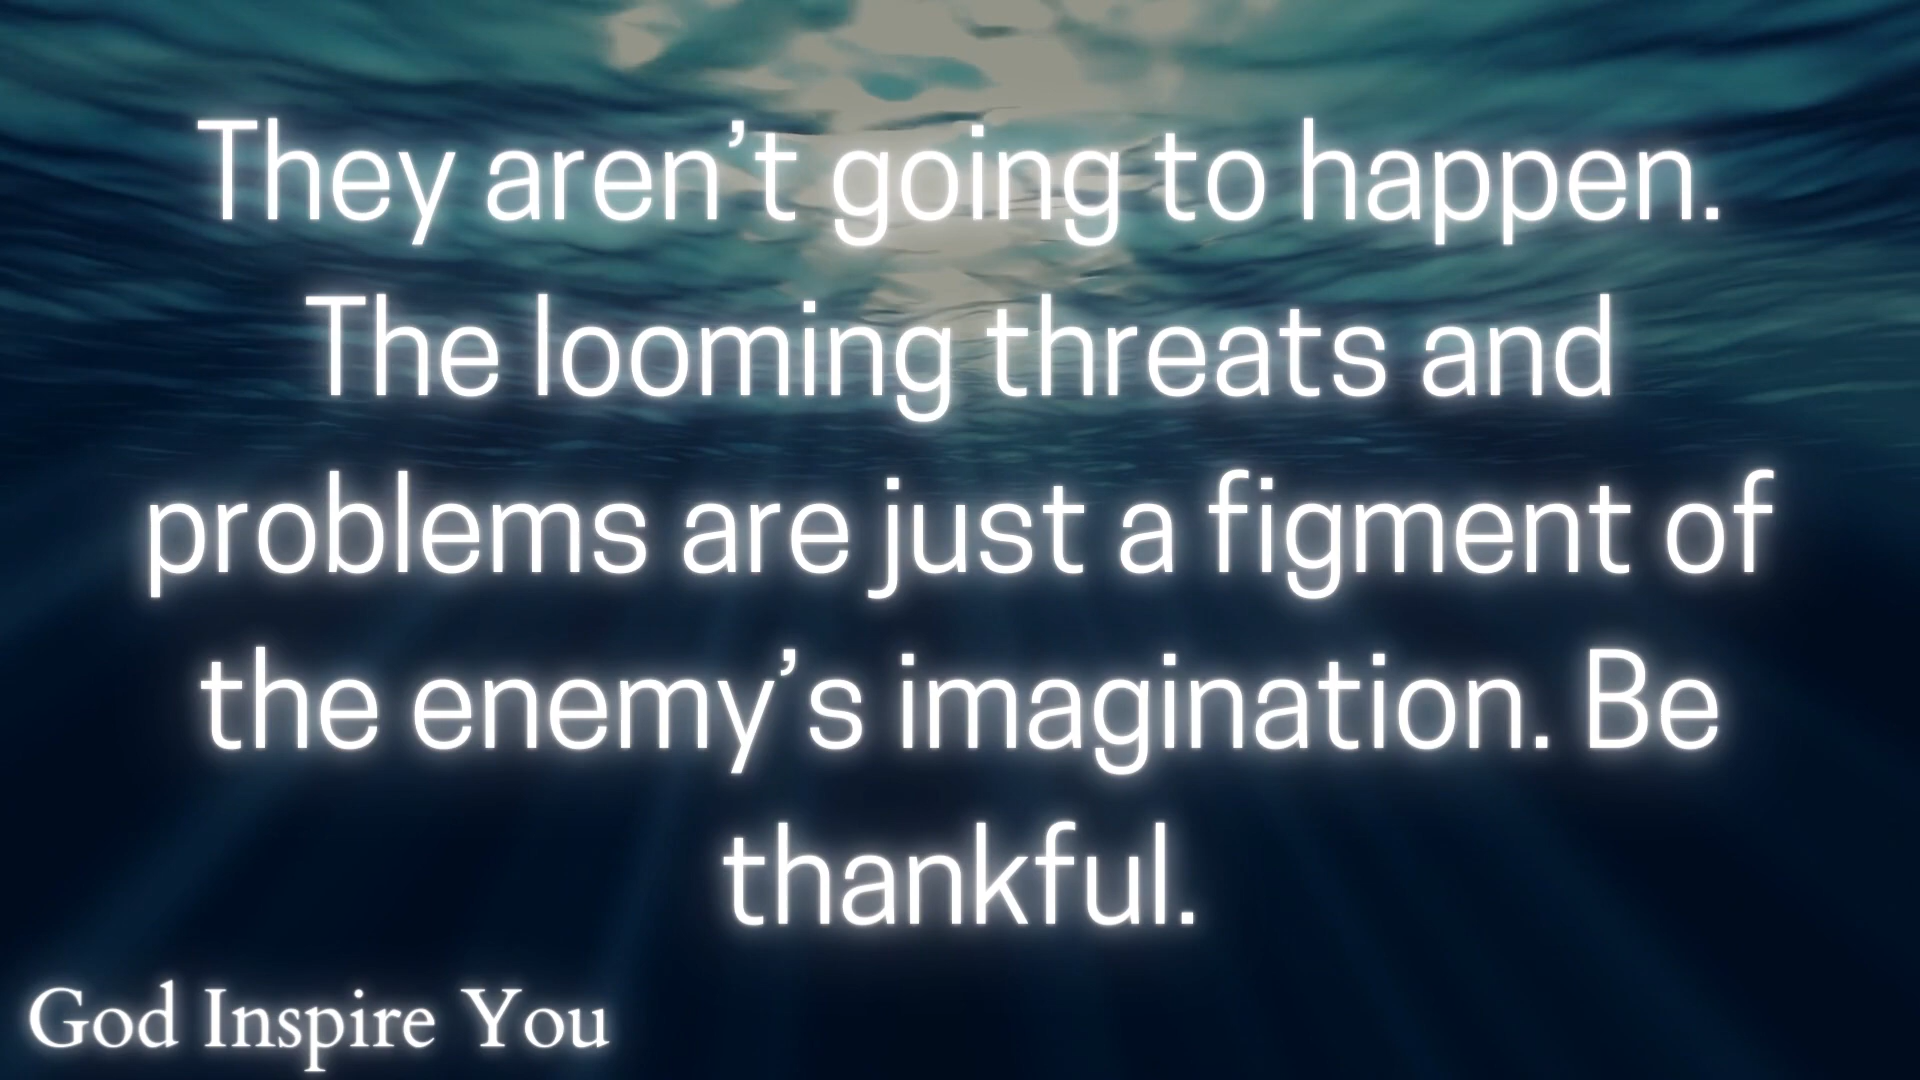 They aren’t going to happen.
The looming threats and
problems are just a figment of
the enemy’s imagination. Be
thankful.
God Inspire You